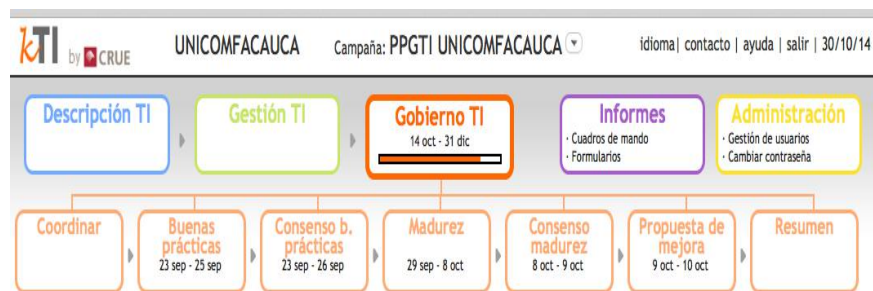 kTI by CRUE UNICOMFACAUCA Campaña: PPGTI UNICOMFACAUCA idioma| contacto | ayuda | salir | 30/10/14
Descripción TI
Gestión TI
Gobierno TI
14 oct - 31 dic
Informes
· Cuadros de mando
· Formularios
Administración
· Gestión de usuarios
· Cambiar contraseña
Coordinar
Buenas
prácticas
23 sep - 25 sep
Consenso b.
prácticas
23 sep - 26 sep
Madurez
29 sep - 8 oct
Consenso
madurez
8 oct - 9 oct
Propuesta de
mejora
9 oct - 10 oct
Resumen